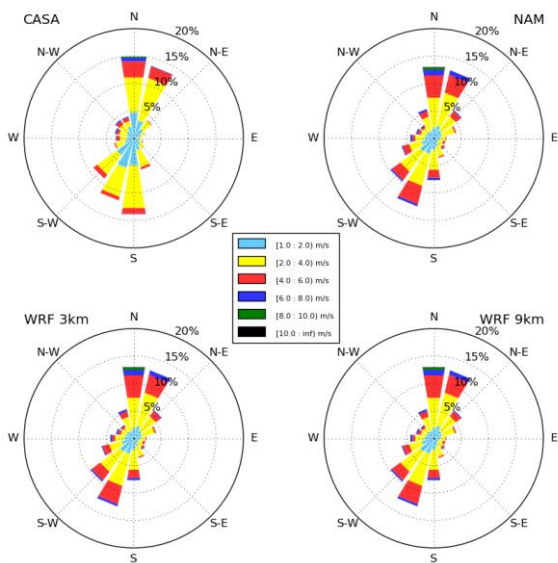 CASA
N
20%
15%
10%
5%
N-W
N-E
W
E
S-W
S-E
S
NAM
N
20%
15%
10%
5%
N-W
N-E
W
E
S-W
S-E
S
[1.0 : 2.0) m/s
[2.0 : 4.0) m/s
[4.0 : 6.0) m/s
[6.0 : 8.0) m/s
[8.0 : 10.0) m/s
[10.0 : inf) m/s
WRF 3km
N
20%
15%
10%
5%
N-W
N-E
W
E
S-W
S-E
S
WRF 9km
N
20%
15%
10%
5%
N-W
N-E
W
E
S-W
S-E
S